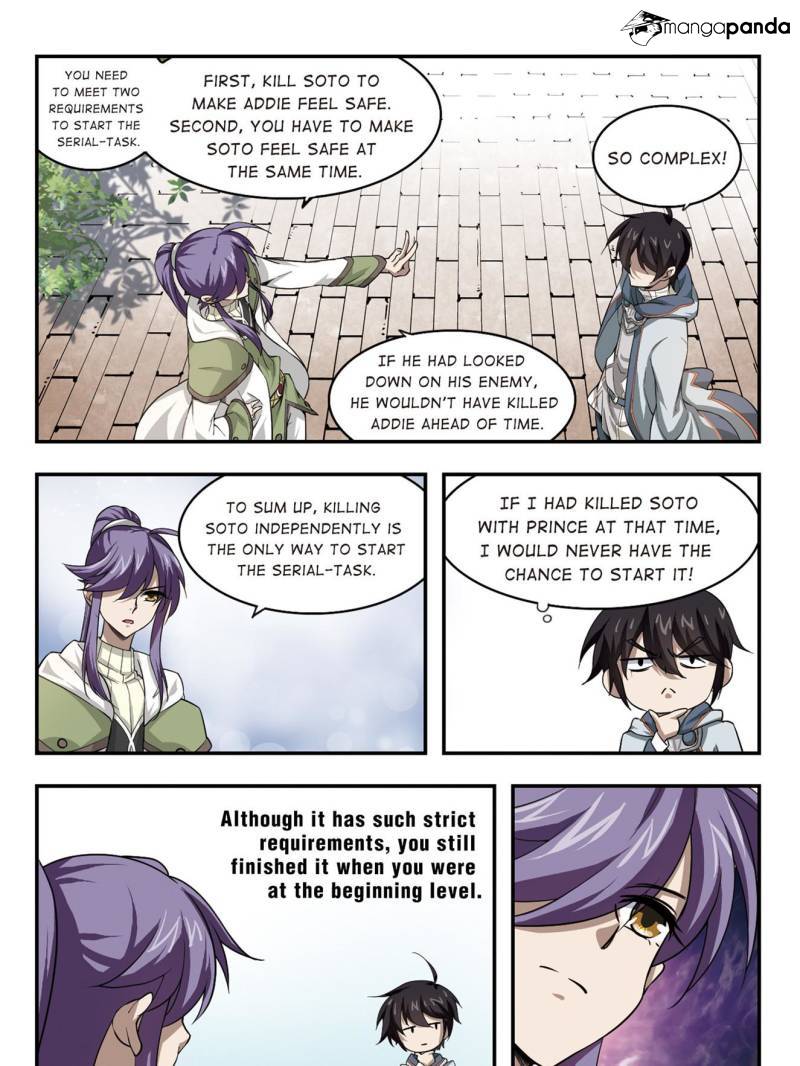 mangapanda
YOU NEED
TO MEET TWO
REQUIREMENTS
TO START THE
SERIAL-TASK.
FIRST, KILL SOTO TO
MAKE ADDIE FEEL SAFE.
SECOND, YOU HAVE TO MAKE
SOTO FEEL SAFE AT
THE SAME TIME.
SO COMPLEX!
IF HE HAD LOOKED
DOWN ON HIS ENEMY,
HE WOULDN'T HAVE KILLED
ADDIE AHEAD OF TIME.
TO SUM UP, KILLING
SOTO INDEPENDENTLY IS
THE ONLY WAY TO START
THE SERIAL-TASK.
IF I HAD KILLED SOTO
WITH PRINCE AT THAT TIME,
I WOULD NEVER HAVE THE
CHANCE TO START IT!
Although it has such strict
requirements, you still
finished it when you were
at the beginning level.